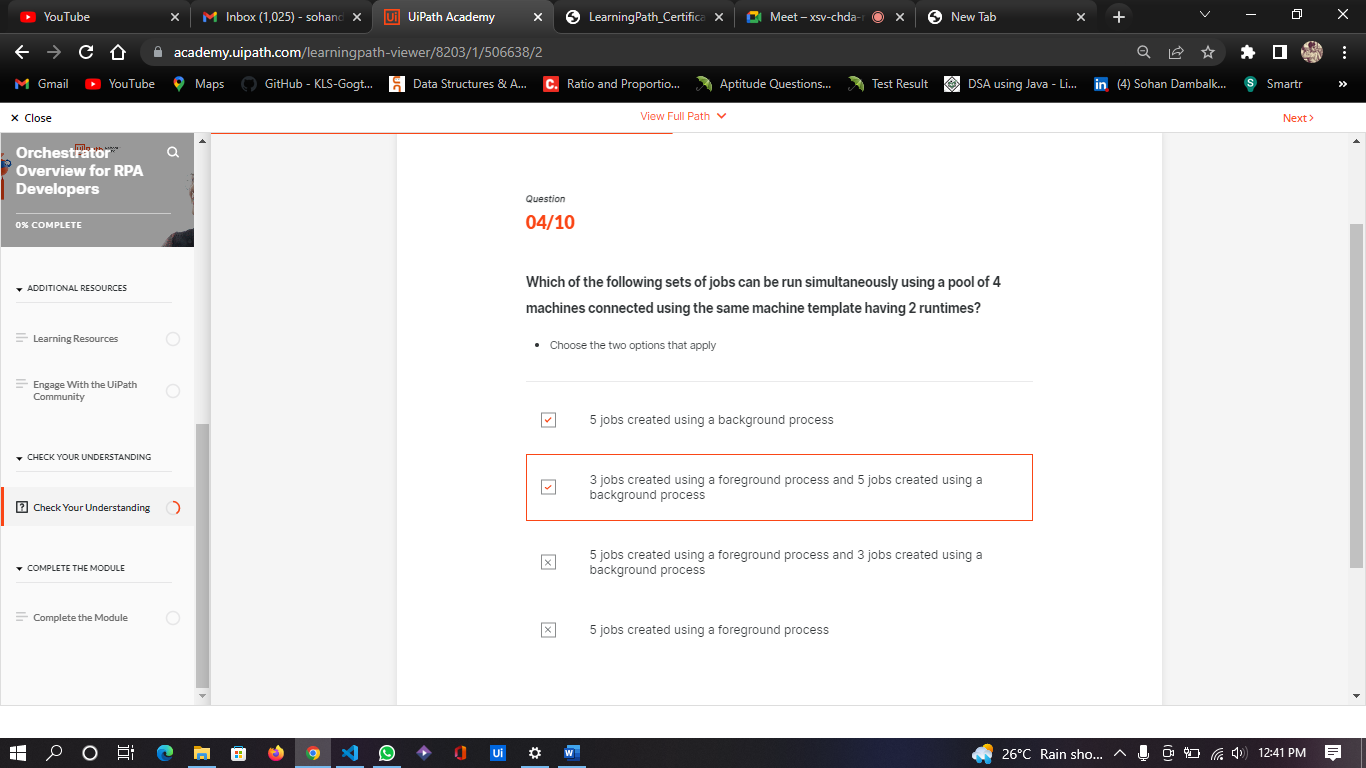 YouTube
Inbox (1,025) - sohand
UiPath Academy
LearningPath_Certifica
Meet – xsv-chda-r
New Tab
academy.uipath.com/learningpath-viewer/8203/1/506638/2
Gmail
YouTube
Maps
GitHub - KLS-Gogt...
Data Structures & A...
Ratio and Proportio...
Aptitude Questions...
Test Result
DSA using Java - Li...
(4) Sohan Dambalk...
Smartr
Close
View Full Path
Next
Orchestrator
Overview for RPA
Developers
0% COMPLETE
ADDITIONAL RESOURCES
Learning Resources
Engage With the UiPath
Community
CHECK YOUR UNDERSTANDING
Check Your Understanding
COMPLETE THE MODULE
Complete the Module
Question
04/10
Which of the following sets of jobs can be run simultaneously using a pool of 4
machines connected using the same machine template having 2 runtimes?
Choose the two options that apply
5 jobs created using a background process
3 jobs created using a foreground process and 5 jobs created using a
background process
5 jobs created using a foreground process and 3 jobs created using a
background process
5 jobs created using a foreground process
26°C Rain sho...
12:41 PM